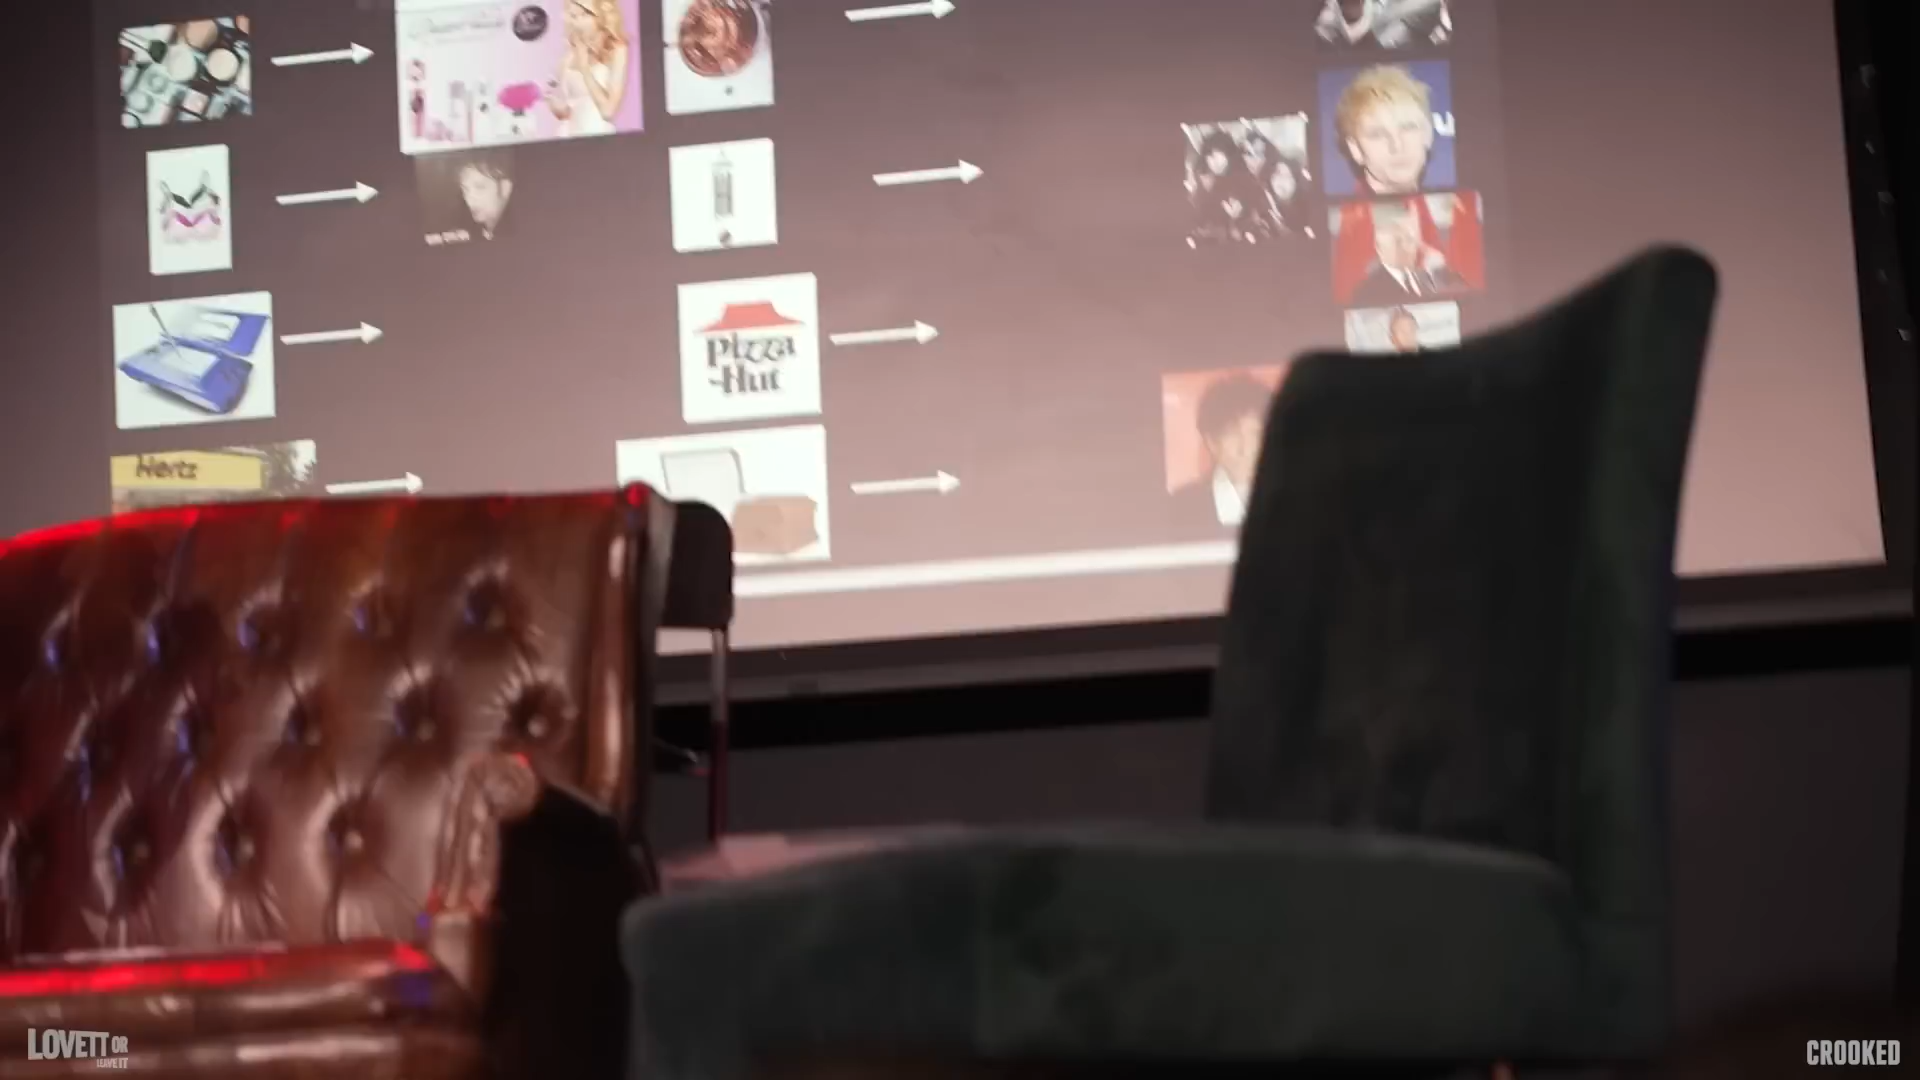 Hertz
Pizza
Hut
LOVETT OR
LEAVE IT
CROOKED